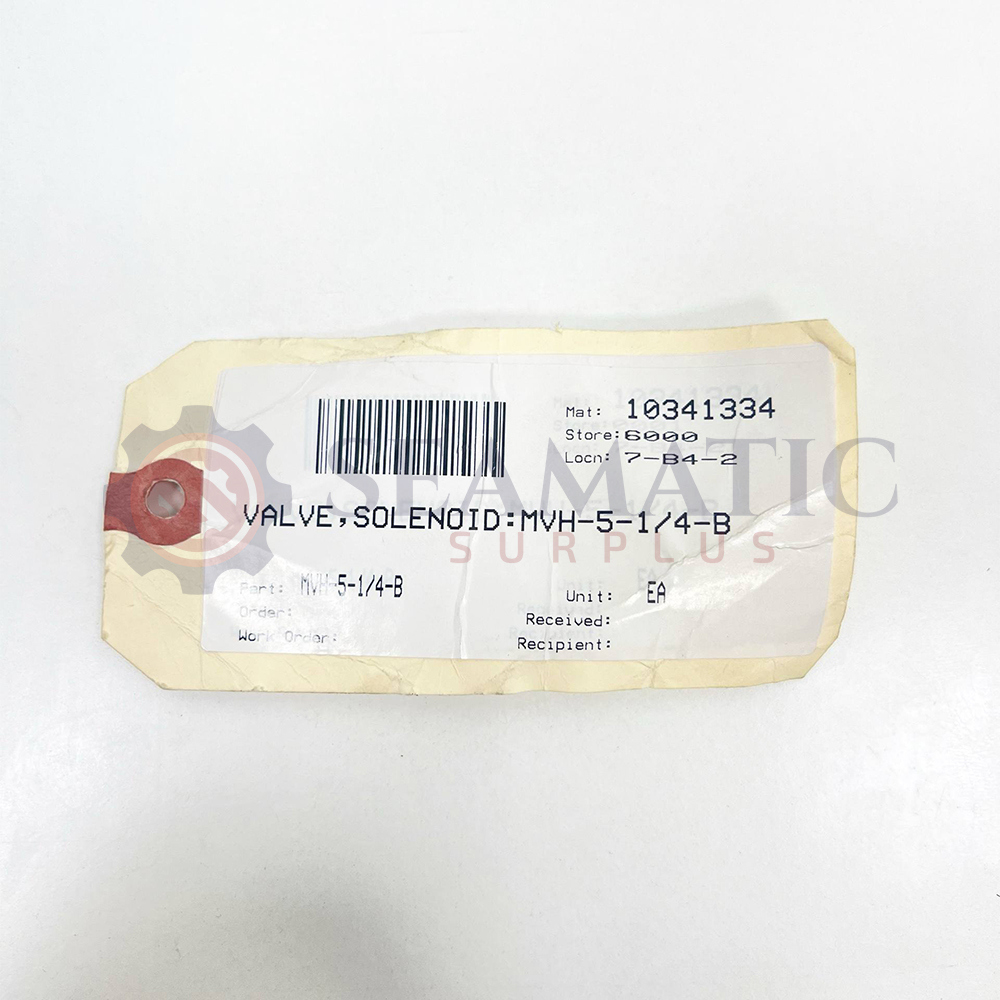 Mat: 10341334
Store:6000
Locn: 7-B4-2
SEAMATIC
SURPLUS
VALVE,SOLENOID:MVH-5-1/4-B
Part: MVH-5-1/4-B
Unit: EA
Order:
Received:
Work Order:
Recipient: